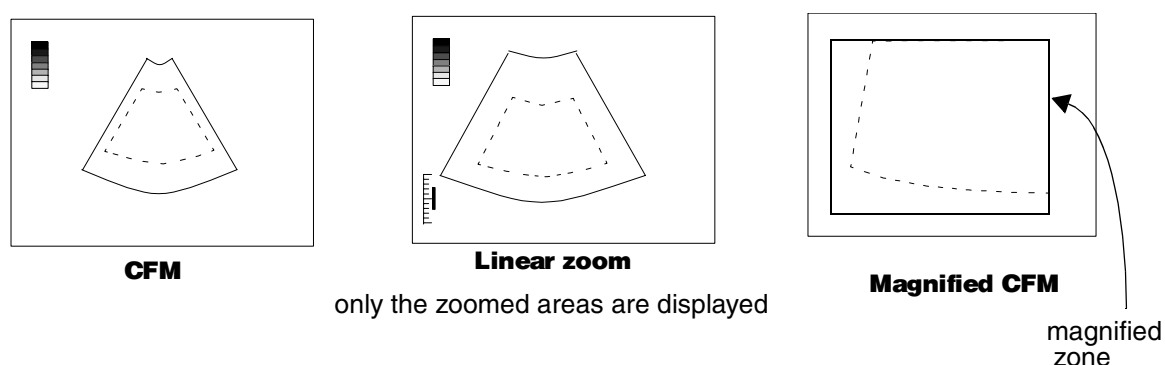 CFM
Linear zoom
only the zoomed areas are displayed
Magnified CFM
magnified
zone